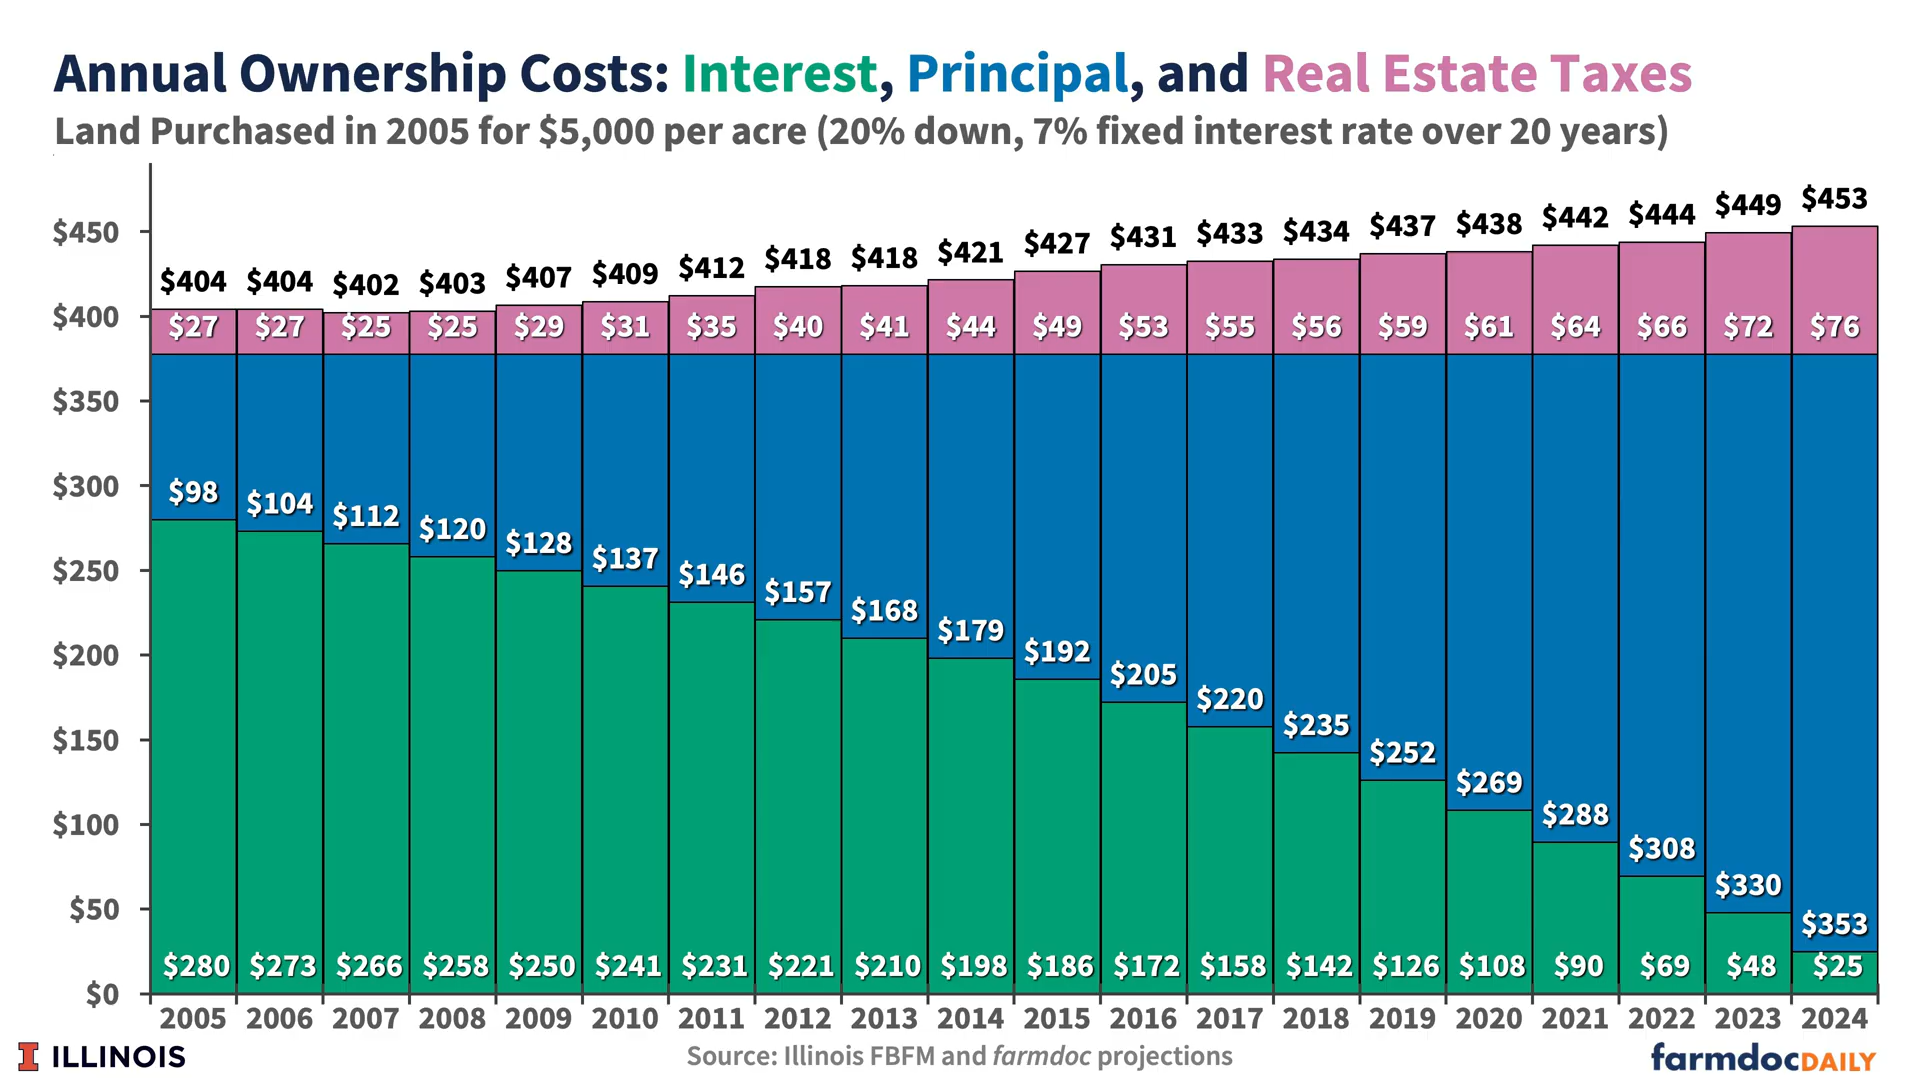 Annual Ownership Costs: Interest, Principal, and Real Estate Taxes
Land Purchased in 2005 for $5,000 per acre (20% down, 7% fixed interest rate over 20 years)
$450
$400
$350
$300
$250
$200
$150
$100
$50
$0
$404 $404 $402 $403 $407 $409 $412 $418 $418 $421 $427 $431 $433 $434 $437 $438 $442 $444 $449 $453
$27 $27 $25 $25 $29 $31 $35 $40 $41 $44 $49 $53 $55 $56 $59 $61 $64 $66 $72 $76
$98 $104 $112 $120 $128 $137 $146 $157 $168 $179 $192 $205 $220 $235 $252 $269 $288 $308 $330 $353
$280 $273 $266 $258 $250 $241 $231 $221 $210 $198 $186 $172 $158 $142 $126 $108 $90 $69 $48 $25
2005 2006 2007 2008 2009 2010 2011 2012 2013 2014 2015 2016 2017 2018 2019 2020 2021 2022 2023 2024
I ILLINOIS
Source: Illinois FBFM and farmdoc projections
farmdocDAILY